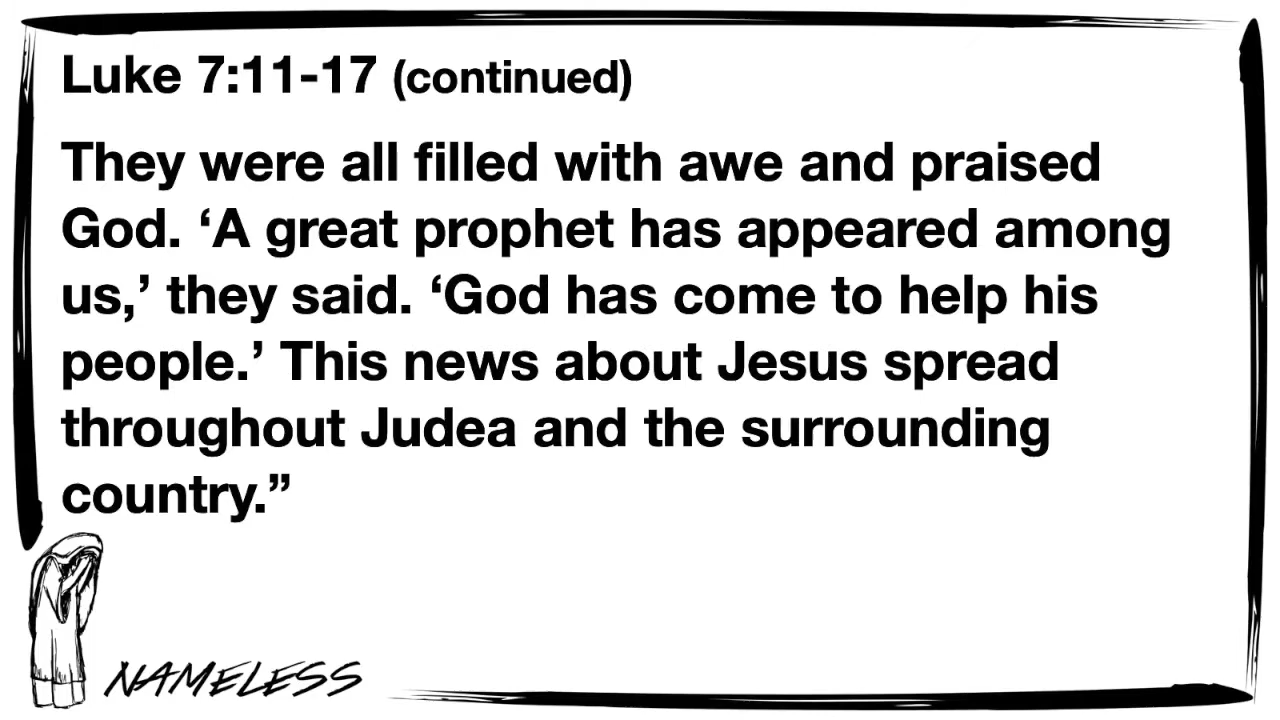 Luke 7:11-17 (continued)
They were all filled with awe and praised
God. ‘A great prophet has appeared among
us,’ they said. ‘God has come to help his
people.’ This news about Jesus spread
throughout Judea and the surrounding
country.”
NAMELESS